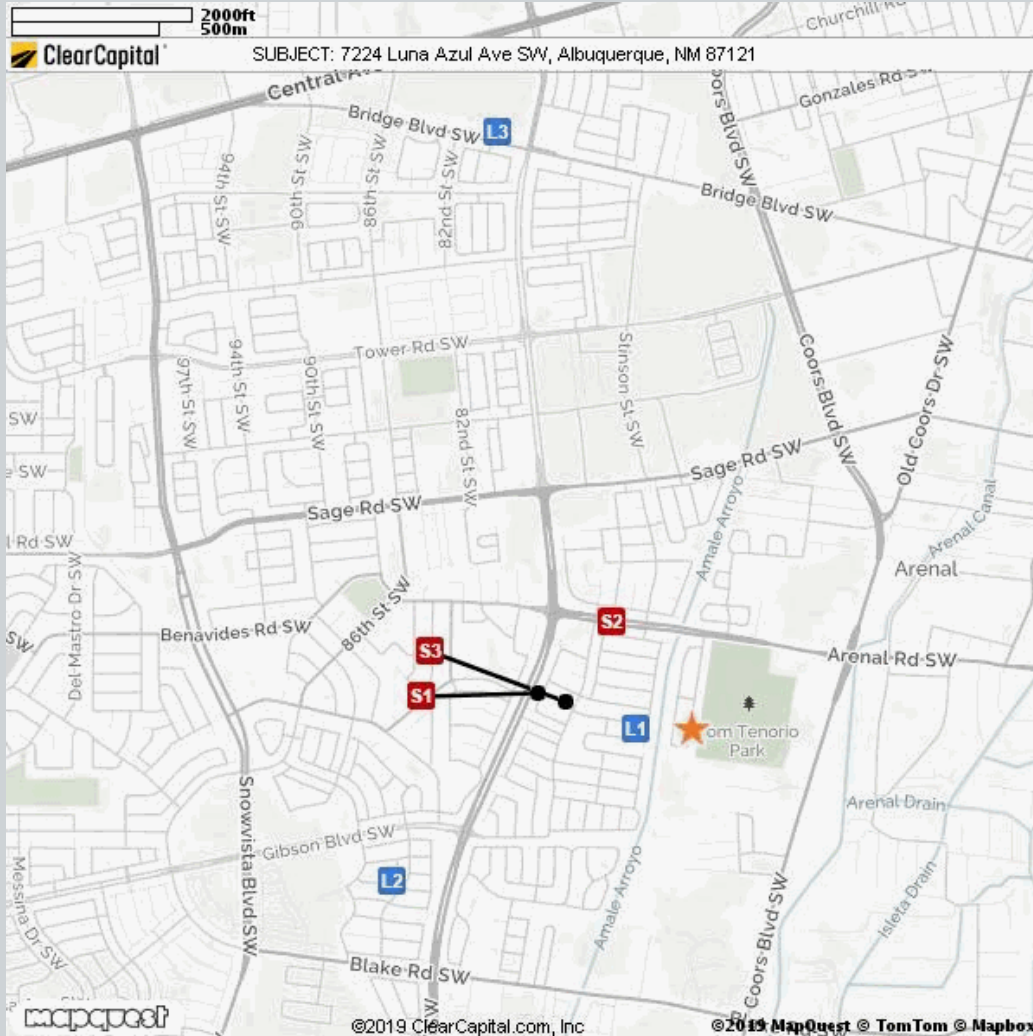 2000ft
500m
ClearCapital
SUBJECT: 7224 Luna Azul Ave SW, Albuquerque, NM 87121
Churchill
Central
Gonzales Rd
Bridge Blvd SW
L3
Coors Blvd SW
94th St SW
90th St SW
86th St SW
82nd St SW
Bridge Blvd SW
Tower Rd SW
Stinson St SW
Coors Blvd SW
Old Coors Dr SW
97th St SW
94th St SW
90th St SW
82nd St SW
SW
SW
Sage Rd SW
Sage Rd SW
Amale Arroyo
Arenal Canal
Rd SW
Arenal
Del Mastro Dr SW
86th St SW
Benavides Rd SW
SW
S2
S3
Arenal Rd SW
S1
L1
Tom Tenorio
Park
Snowvista Blvd SW
Gibson Blvd SW
Arenal Drain
Messina Dr SW
L2
Amale Arroyo
Isleta Drain
Coors Blvd SW
Blake Rd SW
mapquest
©2019 ClearCapital.com, Inc
©2019 MapQuest © TomTom © Mapbox